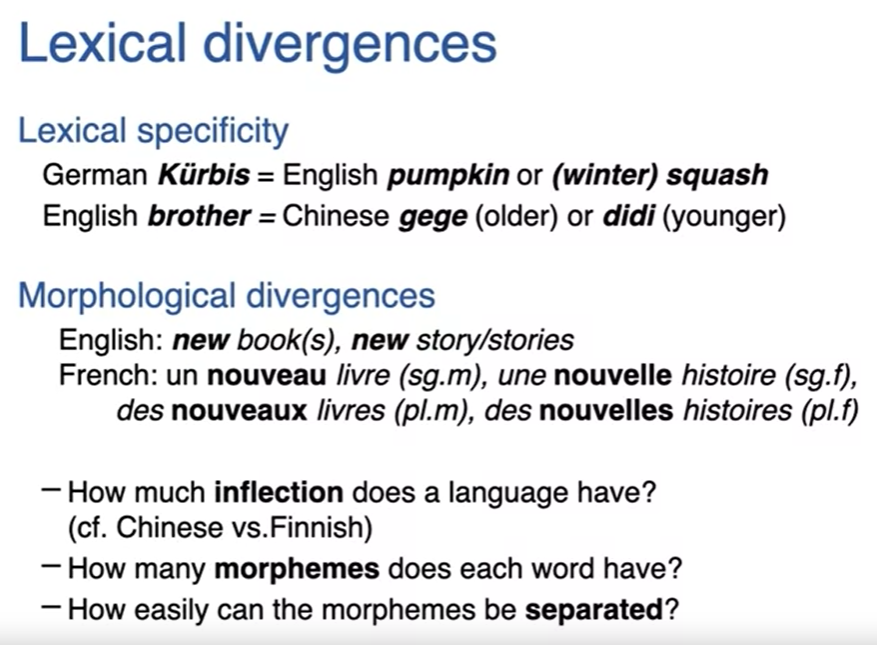 Lexical divergences
Lexical specificity
German Kürbis = English pumpkin or (winter) squash
English brother = Chinese gege (older) or didi (younger)
Morphological divergences
English: new book(s), new story/stories
French: un nouveau livre (sg.m), une nouvelle histoire (sg.f),
des nouveaux livres (pl.m), des nouvelles histoires (pl.f)
– How much inflection does a language have?
(cf. Chinese vs.Finnish)
– How many morphemes does each word have?
– How easily can the morphemes be separated?